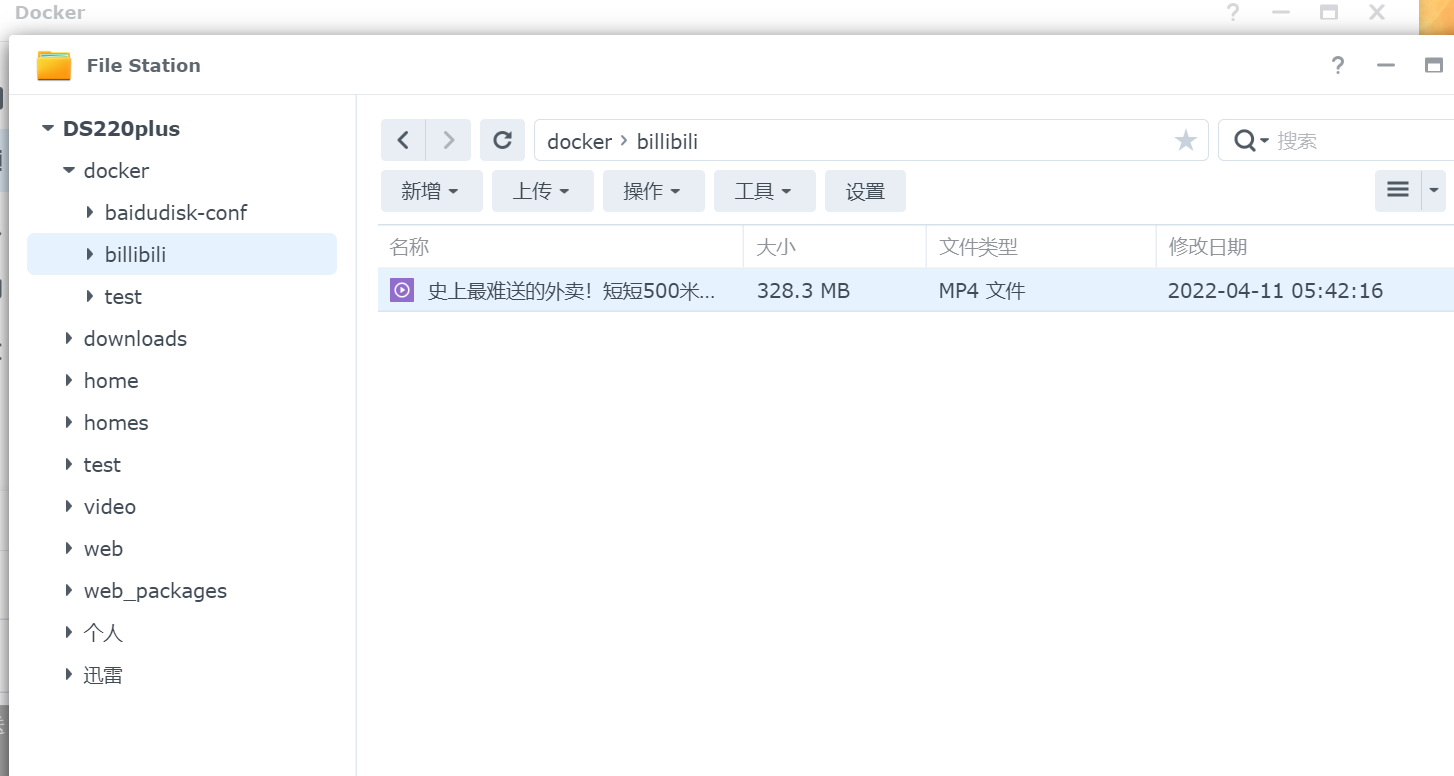 Docker
File Station
DS220plus
docker
baidudisk-conf
billibili
test
downloads
home
homes
test
video
web
web_packages
个人
迅雷
docker › billibili
搜索
新增 上传 操作 工具 设置
名称 大小 文件类型 修改日期
史上最难送的外卖！短短500米... 328.3 MB MP4 文件 2022-04-11 05:42:16